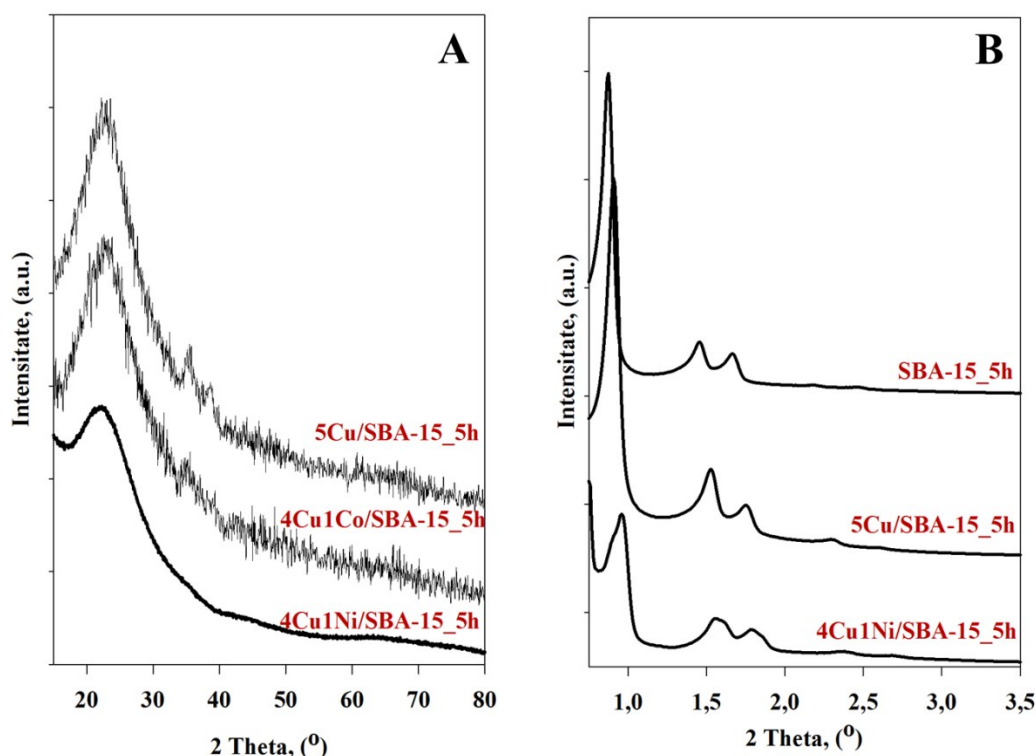 A
Intensitate, (a.u.)
5Cu/SBA-15_5h
4Cu1Co/SBA-15_5h
4Cu1Ni/SBA-15_5h
20 30 40 50 60 70 80
2 Theta, (O)
B
Intensitate, (a.u.)
SBA-15_5h
5Cu/SBA-15_5h
4Cu1Ni/SBA-15_5h
1,0 1,5 2,0 2,5 3,0 3,5
2 Theta, (O)